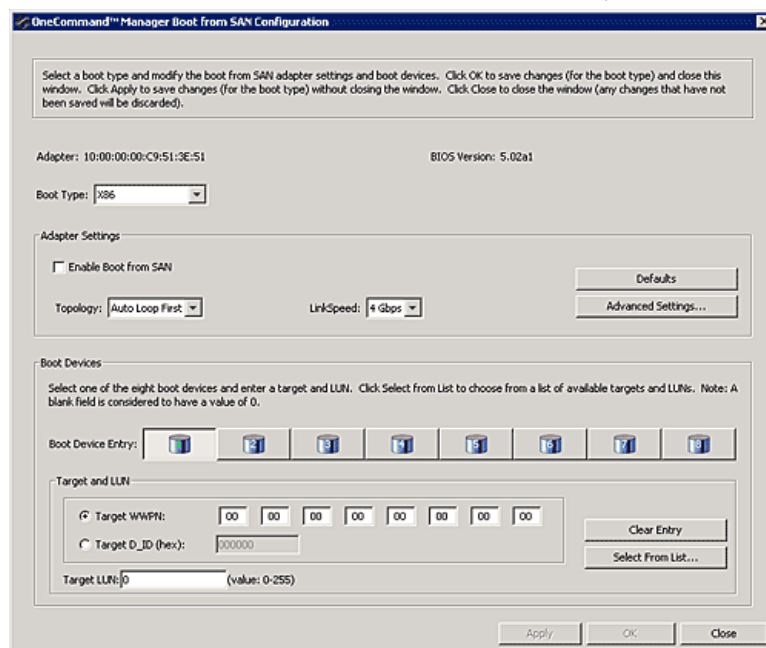 OneCommand™ Manager Boot from SAN Configuration
Select a boot type and modify the boot from SAN adapter settings and boot devices. Click OK to save changes (for the boot type) and close this
window. Click Apply to save changes (for the boot type) without closing the window. Click Close to close the window (any changes that have not
been saved will be discarded).
Adapter: 10:00:00:00:C9:51:3E:51 BIOS Version: 5.02a1
Boot Type: X86
Adapter Settings
Enable Boot from SAN
Defaults
Topology: Auto Loop First LinkSpeed: 4 Gbps Advanced Settings...
Boot Devices
Select one of the eight boot devices and enter a target and LUN. Click Select from List to choose from a list of available targets and LUNs. Note: A
blank field is considered to have a value of 0.
Boot Device Entry: 2 3 4 5 6 7 8
Target and LUN
Target WWPN: 00 00 00 00 00 00 00 00
Clear Entry
Target D_ID (hex): 000000
Select From List...
Target LUN: 0 (value: 0-255)
Apply OK Close